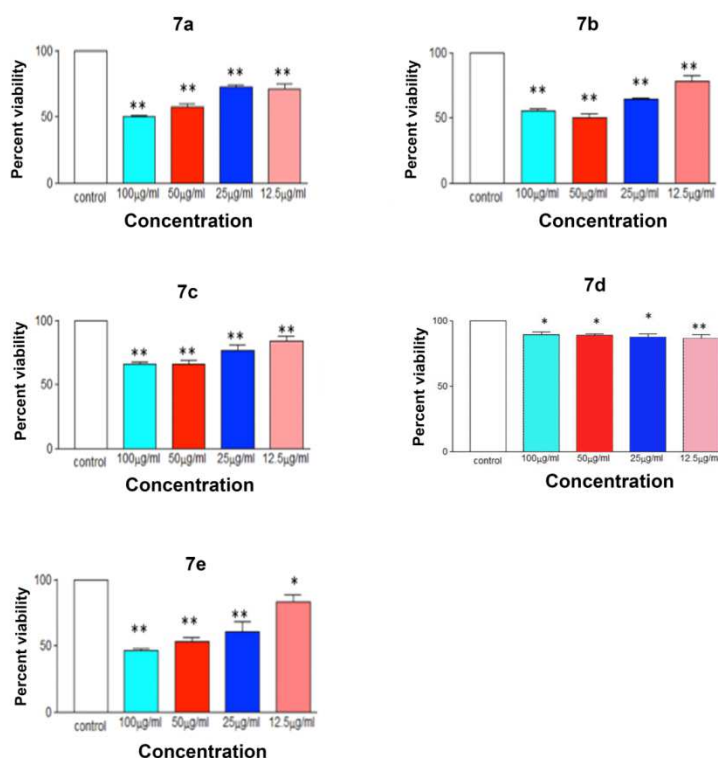 7a
Percent viability
100
50
0
** ** ** **
control 100µg/ml 50µg/ml 25µg/ml 12.5µg/ml
Concentration
7b
Percent viability
100
50
0
** ** ** **
control 100µg/ml 50µg/ml 25µg/ml 12.5µg/ml
Concentration
7c
Percent viability
100
50
0
** ** ** **
control 100µg/ml 50µg/ml 25µg/ml 12.5µg/ml
Concentration
7d
Percent viability
100
50
0
* * * **
control 100µg/ml 50µg/ml 25µg/ml 12.5µg/ml
Concentration
7e
Percent viability
100
50
0
** ** ** *
control 100µg/ml 50µg/ml 25µg/ml 12.5µg/ml
Concentration